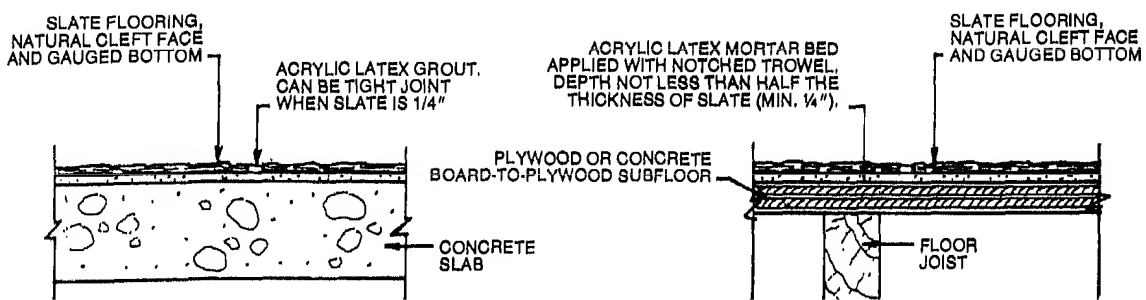 SLATE FLOORING,
NATURAL CLEFT FACE
AND GAUGED BOTTOM
ACRYLIC LATEX GROUT.
CAN BE TIGHT JOINT
WHEN SLATE IS 1/4"
CONCRETE
SLAB
ACRYLIC LATEX MORTAR BED
APPLIED WITH NOTCHED TROWEL,
DEPTH NOT LESS THAN HALF THE
THICKNESS OF SLATE (MIN. ¼").
SLATE FLOORING,
NATURAL CLEFT FACE
AND GAUGED BOTTOM
PLYWOOD OR CONCRETE
BOARD-TO-PLYWOOD SUBFLOOR
FLOOR
JOIST